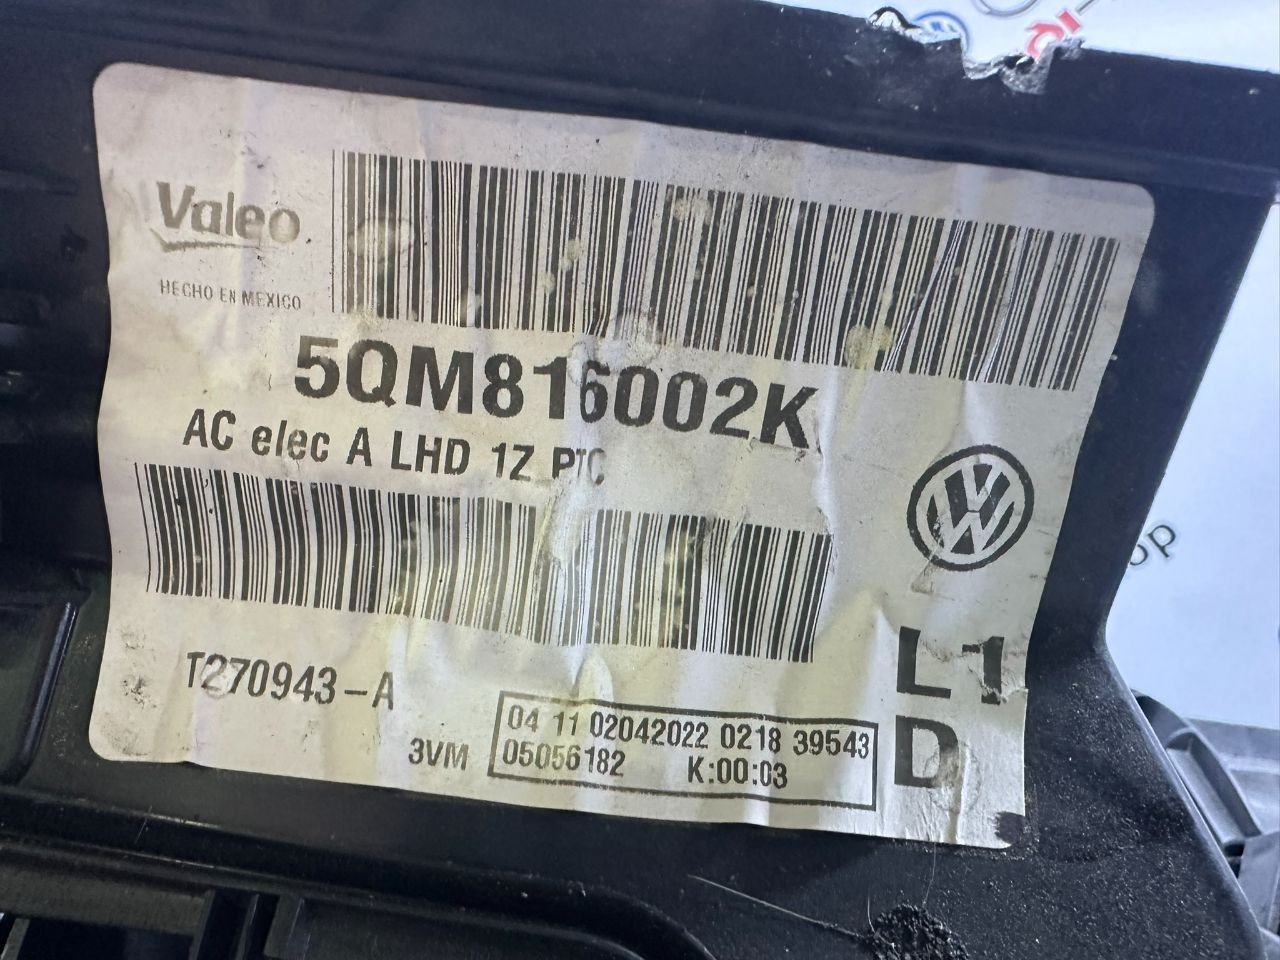 Valeo
HECHO EN MEXICO
5QM816002K
AC elec A LHD 1Z PTC
T270943-A
3VM
04 11 02042022 0218 39543
05056182 K:00:03
L1
D
op